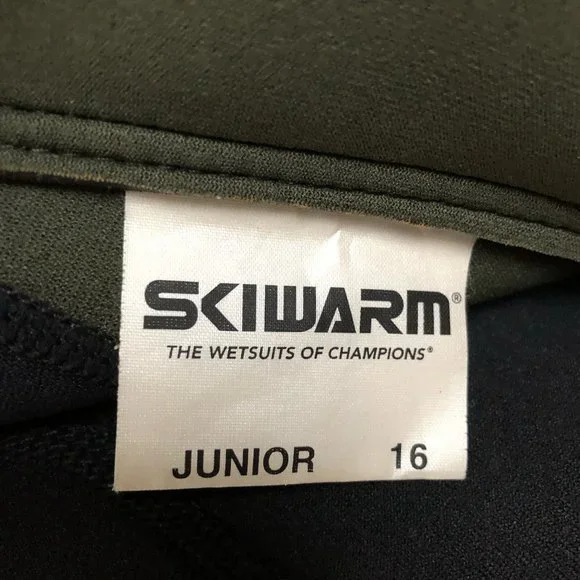 SKIWARM®
THE WETSUITS OF CHAMPIONS®
JUNIOR 16